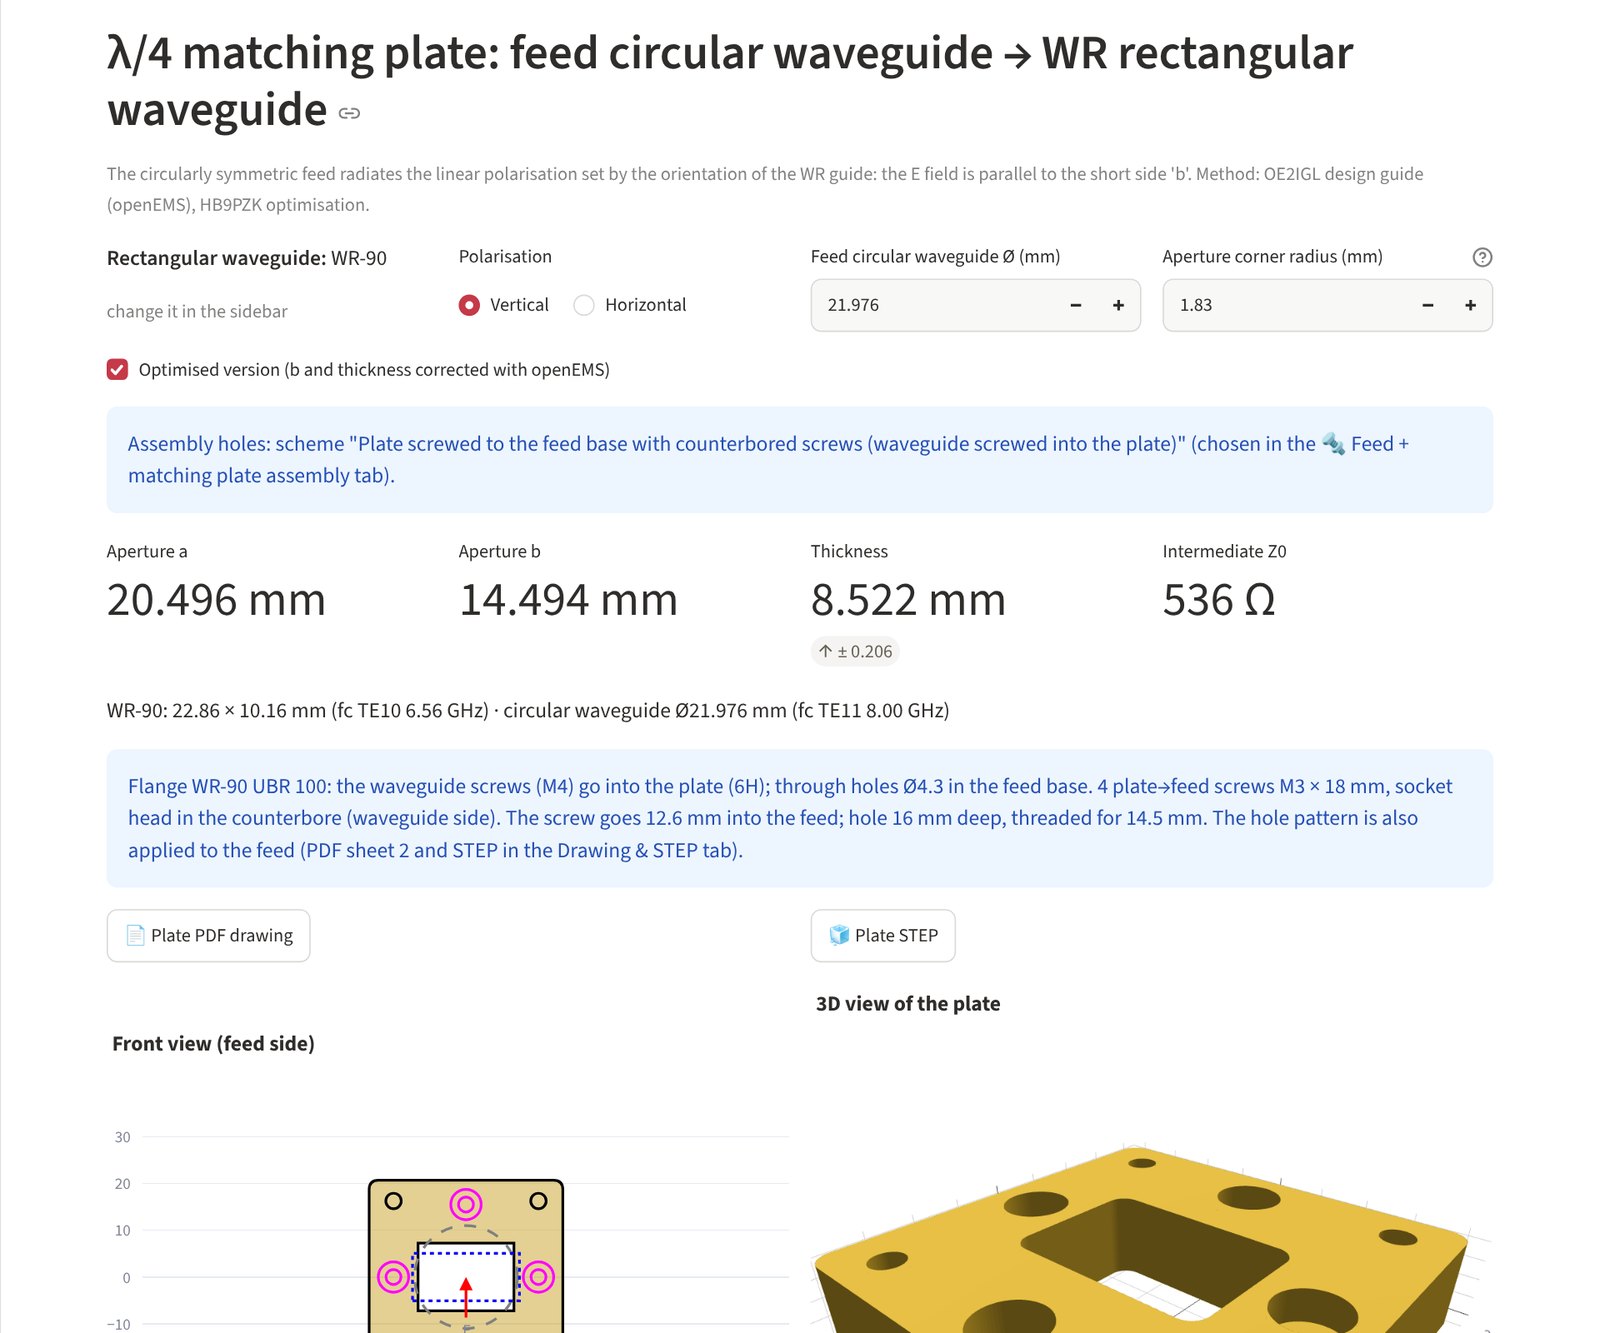 λ/4 matching plate: feed circular waveguide → WR rectangular
waveguide
The circularly symmetric feed radiates the linear polarisation set by the orientation of the WR guide: the E field is parallel to the short side 'b'. Method: OE2IGL design guide
(openEMS), HB9PZK optimisation.
Rectangular waveguide: WR-90
change it in the sidebar
Polarisation
Vertical
Horizontal
Feed circular waveguide Ø (mm)
21.976
Aperture corner radius (mm)
1.83
Optimised version (b and thickness corrected with openEMS)
Assembly holes: scheme "Plate screwed to the feed base with counterbored screws (waveguide screwed into the plate)" (chosen in the 🔩 Feed +
matching plate assembly tab).
Aperture a
20.496 mm
Aperture b
14.494 mm
Thickness
8.522 mm
↑ ± 0.206
Intermediate Z0
536 Ω
WR-90: 22.86 × 10.16 mm (fc TE10 6.56 GHz) · circular waveguide Ø21.976 mm (fc TE11 8.00 GHz)
Flange WR-90 UBR 100: the waveguide screws (M4) go into the plate (6H); through holes Ø4.3 in the feed base. 4 plate→feed screws M3 × 18 mm, socket
head in the counterbore (waveguide side). The screw goes 12.6 mm into the feed; hole 16 mm deep, threaded for 14.5 mm. The hole pattern is also
applied to the feed (PDF sheet 2 and STEP in the Drawing & STEP tab).
Plate PDF drawing
Plate STEP
Front view (feed side)
30
20
10
0
−10
3D view of the plate